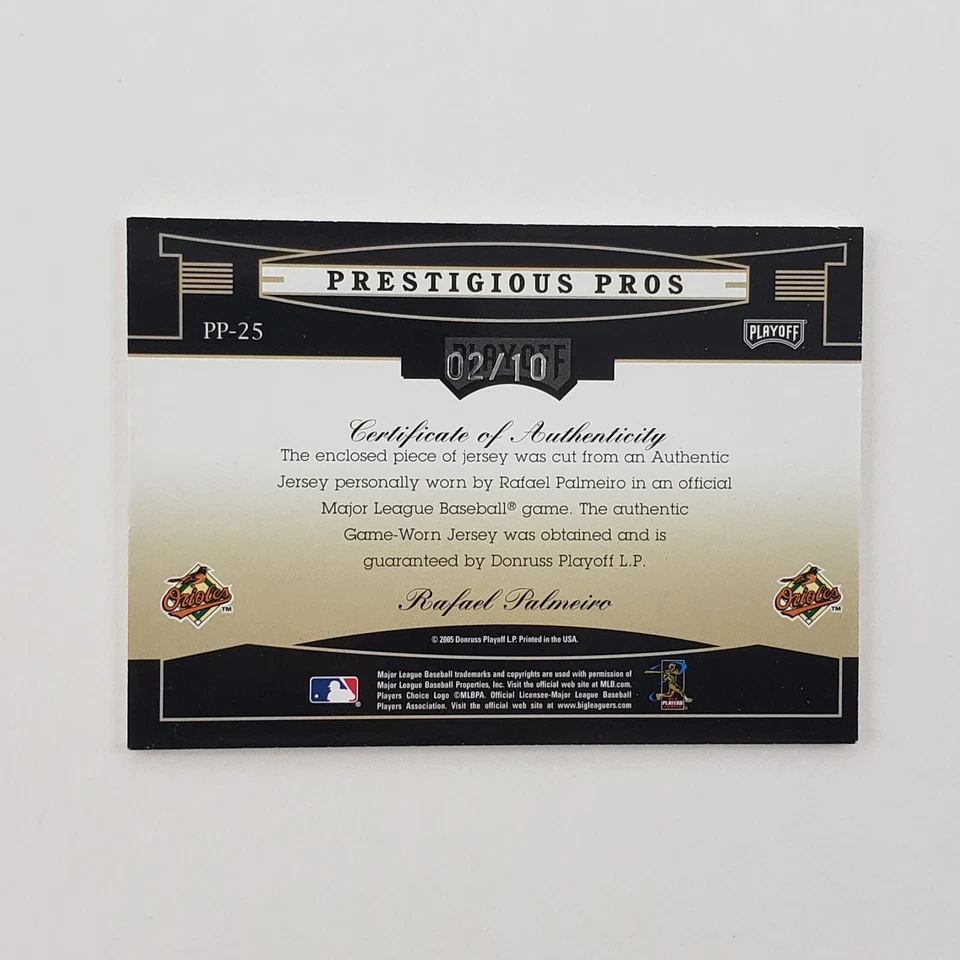 PRESTIGIOUS PROS
PP-25
PLAYOFF
PLAYOFF
02/10
Certificate of Authenticity
The enclosed piece of jersey was cut from an Authentic
Jersey personally worn by Rafael Palmeiro in an official
Major League Baseball® game. The authentic
Game-Worn Jersey was obtained and is
guaranteed by Donruss Playoff L.P.
Orioles™
Orioles™
Rafael Palmeiro
© 2005 Donruss Playoff L.P. Printed in the USA.
Major League Baseball trademarks and copyrights are used with permission of
Major League Baseball Properties, Inc. Visit the official web site at MLB.com.
Players Choice Logo ©MLBPA. Official Licensee-Major League Baseball
Players Association. Visit the official web site at www.bigleaguers.com
PLAYERS